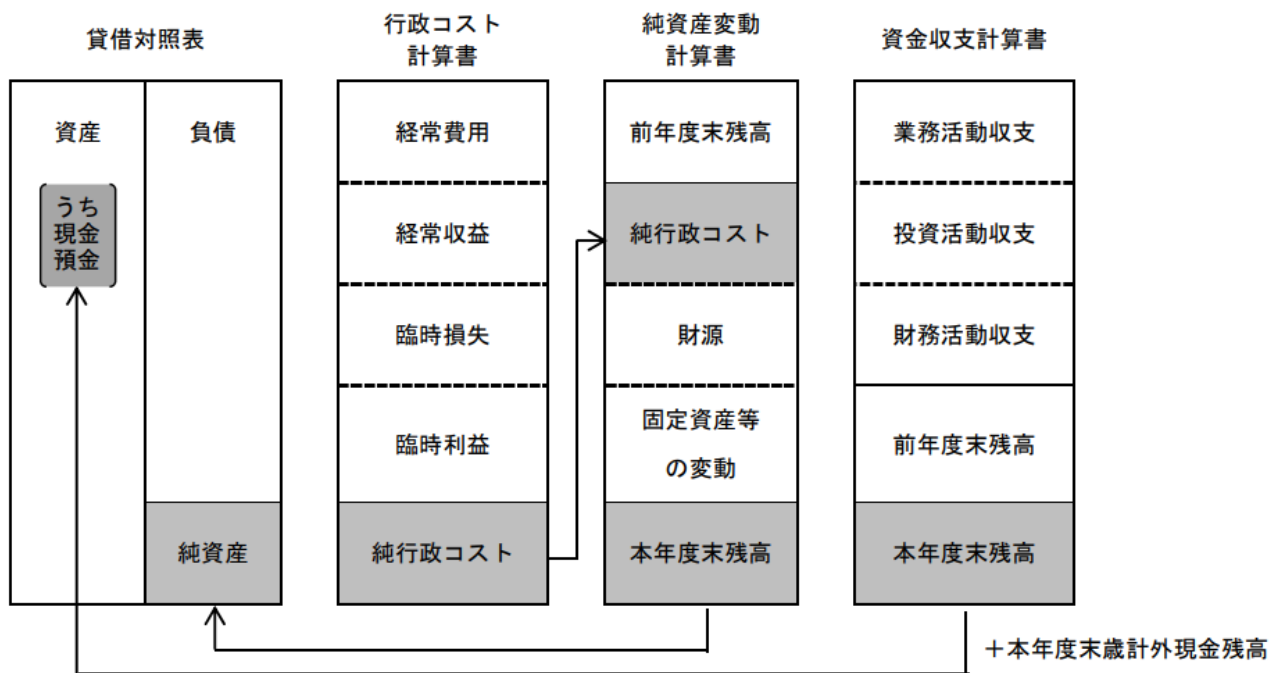 貸借対照表
行政コスト
計算書
純資産変動
計算書
資金収支計算書
資産
うち
現金
預金
負債
純資産
経常費用
経常収益
臨時損失
臨時利益
純行政コスト
前年度末残高
純行政コスト
財源
固定資産等
の変動
本年度末残高
業務活動収支
投資活動収支
財務活動収支
前年度末残高
本年度末残高
＋本年度末歳計外現金残高